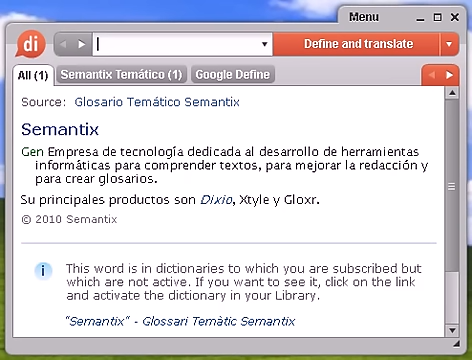 Menu
di
Define and translate
All (1)
Semantix Temático (1)
Google Define
Source: Glosario Temático Semantix
Semantix
Gen Empresa de tecnología dedicada al desarrollo de herramientas
informáticas para comprender textos, para mejorar la redacción y
para crear glosarios.
Su principales productos son Dixio, Xtyle y Gloxr.
© 2010 Semantix
i
This word is in dictionaries to which you are subscribed but
which are not active. If you want to see it, click on the link
and activate the dictionary in your Library.
"Semantix" - Glossari Temàtic Semantix